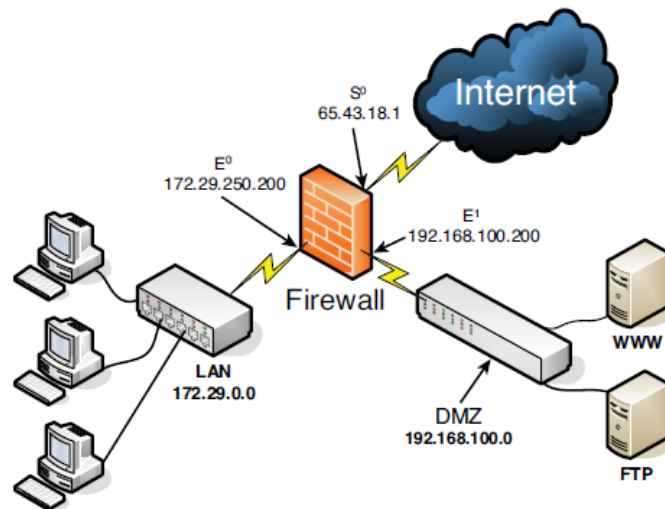 Internet
S⁰
65.43.18.1
E⁰
172.29.250.200
E¹
192.168.100.200
Firewall
LAN
172.29.0.0
WWW
DMZ
192.168.100.0
FTP